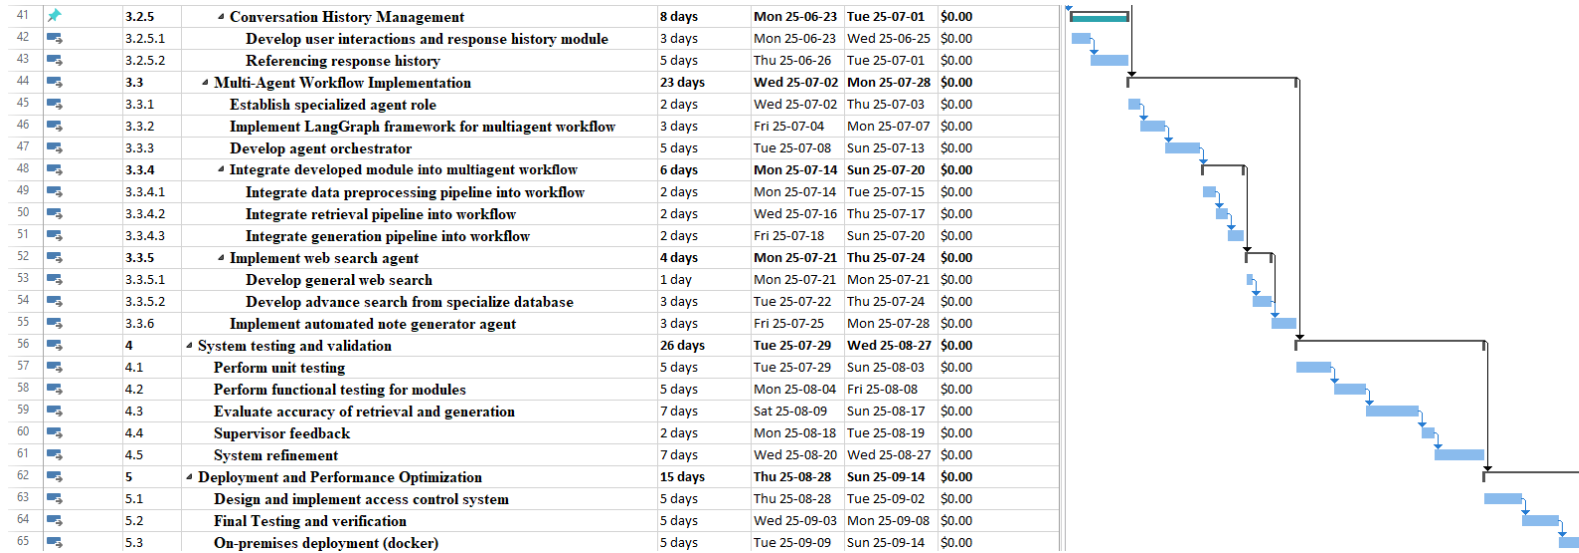 41 3.2.5 Conversation History Management 8 days Mon 25-06-23 Tue 25-07-01 $0.00
42 3.2.5.1 Develop user interactions and response history module 3 days Mon 25-06-23 Wed 25-06-25 $0.00
43 3.2.5.2 Referencing response history 5 days Thu 25-06-26 Tue 25-07-01 $0.00
44 3.3 Multi-Agent Workflow Implementation 23 days Wed 25-07-02 Mon 25-07-28 $0.00
45 3.3.1 Establish specialized agent role 2 days Wed 25-07-02 Thu 25-07-03 $0.00
46 3.3.2 Implement LangGraph framework for multiagent workflow 3 days Fri 25-07-04 Mon 25-07-07 $0.00
47 3.3.3 Develop agent orchestrator 5 days Tue 25-07-08 Sun 25-07-13 $0.00
48 3.3.4 Integrate developed module into multiagent workflow 6 days Mon 25-07-14 Sun 25-07-20 $0.00
49 3.3.4.1 Integrate data preprocessing pipeline into workflow 2 days Mon 25-07-14 Tue 25-07-15 $0.00
50 3.3.4.2 Integrate retrieval pipeline into workflow 2 days Wed 25-07-16 Thu 25-07-17 $0.00
51 3.3.4.3 Integrate generation pipeline into workflow 2 days Fri 25-07-18 Sun 25-07-20 $0.00
52 3.3.5 Implement web search agent 4 days Mon 25-07-21 Thu 25-07-24 $0.00
53 3.3.5.1 Develop general web search 1 day Mon 25-07-21 Mon 25-07-21 $0.00
54 3.3.5.2 Develop advance search from specialize database 3 days Tue 25-07-22 Thu 25-07-24 $0.00
55 3.3.6 Implement automated note generator agent 3 days Fri 25-07-25 Mon 25-07-28 $0.00
56 4 System testing and validation 26 days Tue 25-07-29 Wed 25-08-27 $0.00
57 4.1 Perform unit testing 5 days Tue 25-07-29 Sun 25-08-03 $0.00
58 4.2 Perform functional testing for modules 5 days Mon 25-08-04 Fri 25-08-08 $0.00
59 4.3 Evaluate accuracy of retrieval and generation 7 days Sat 25-08-09 Sun 25-08-17 $0.00
60 4.4 Supervisor feedback 2 days Mon 25-08-18 Tue 25-08-19 $0.00
61 4.5 System refinement 7 days Wed 25-08-20 Wed 25-08-27 $0.00
62 5 Deployment and Performance Optimization 15 days Thu 25-08-28 Sun 25-09-14 $0.00
63 5.1 Design and implement access control system 5 days Thu 25-08-28 Tue 25-09-02 $0.00
64 5.2 Final Testing and verification 5 days Wed 25-09-03 Mon 25-09-08 $0.00
65 5.3 On-premises deployment (docker) 5 days Tue 25-09-09 Sun 25-09-14 $0.00